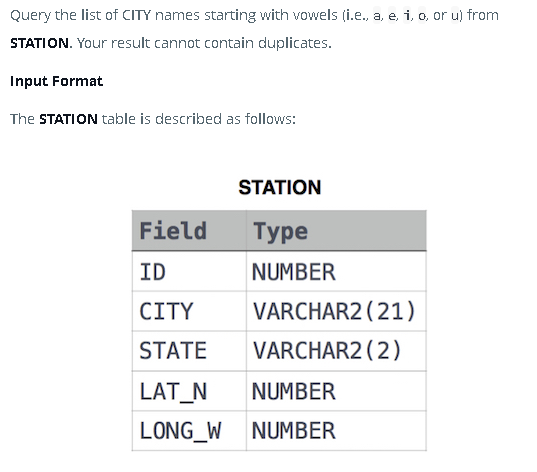 Query the list of CITY names starting with vowels (i.e., a, e, i, o, or u) from
STATION. Your result cannot contain duplicates.
Input Format
The STATION table is described as follows:
STATION
Field Type
ID NUMBER
CITY VARCHAR2(21)
STATE VARCHAR2(2)
LAT_N NUMBER
LONG_W NUMBER